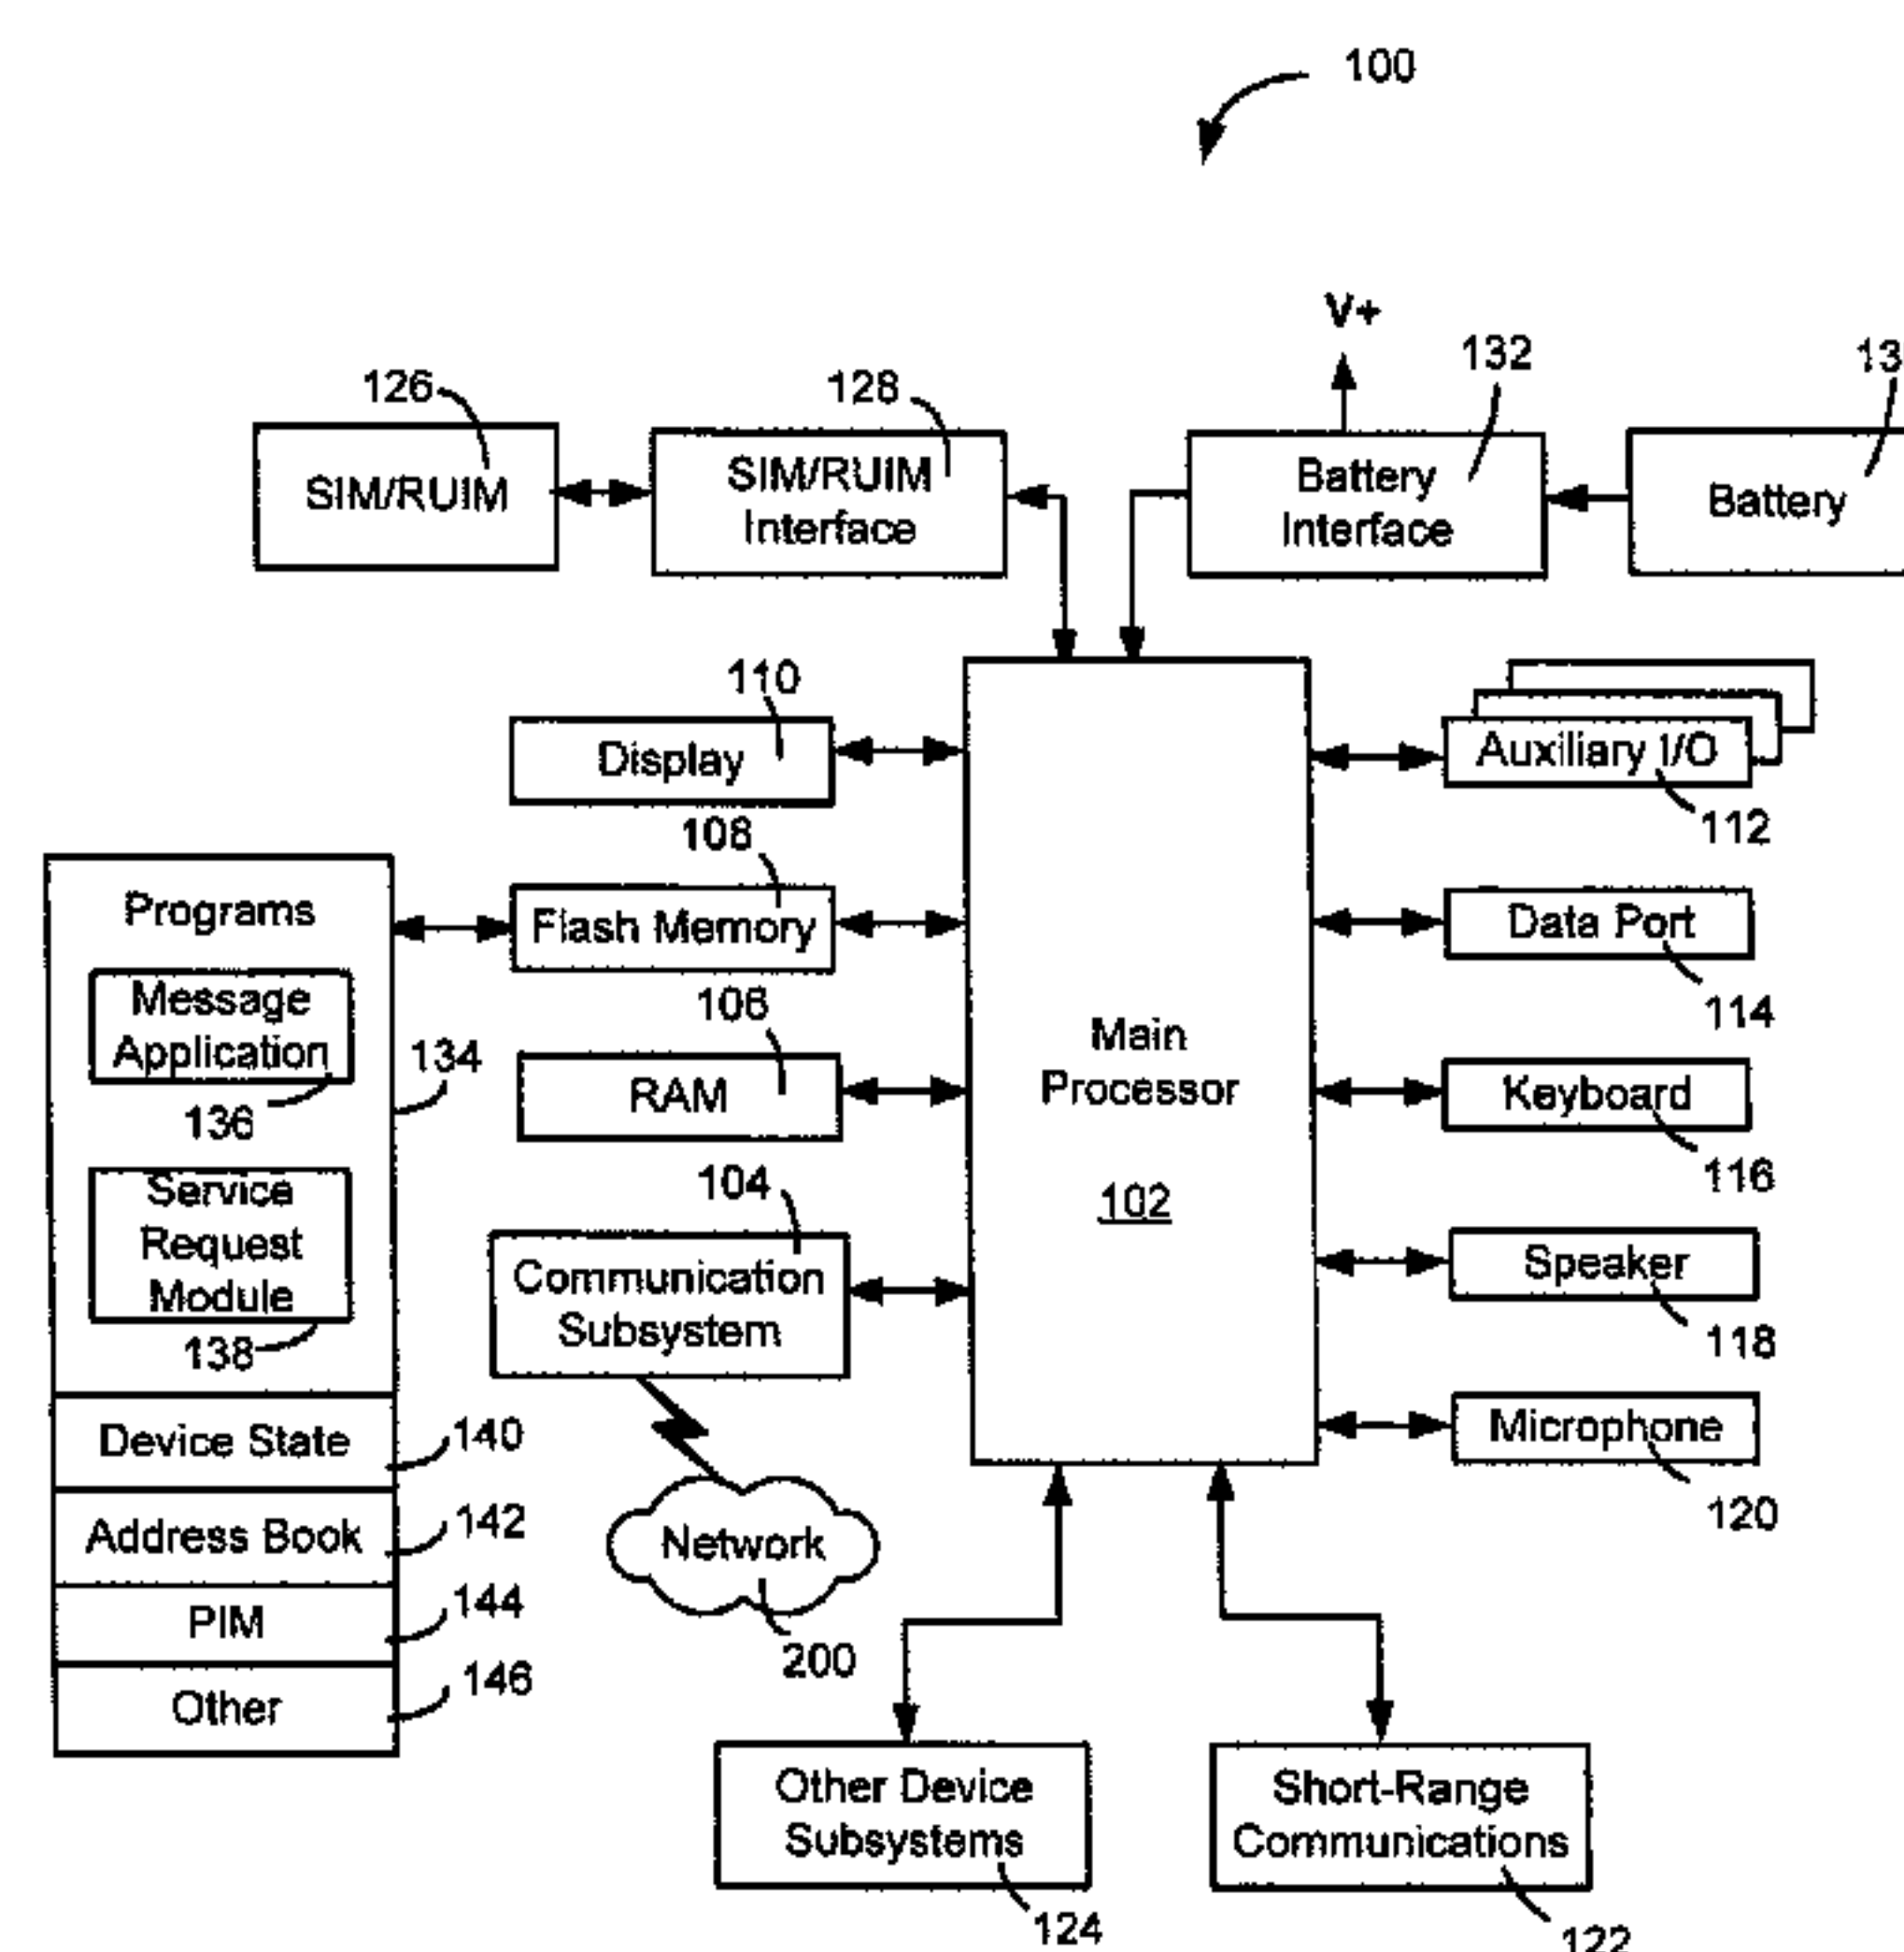 100
V+
126
128
132
13
SIM/RUIM
SIM/RUIM
Interface
Battery
Interface
Battery
110
Display
Auxiliary I/O
112
108
Programs
Flash Memory
Data Port
114
Message
Application
136
134
106
RAM
Main
Processor
102
Keyboard
116
Service
Request
Module
138
104
Communication
Subsystem
Speaker
118
Device State
140
Microphone
120
Address Book
142
Network
200
PIM
144
Other
146
Other Device
Subsystems
124
Short-Range
Communications
122